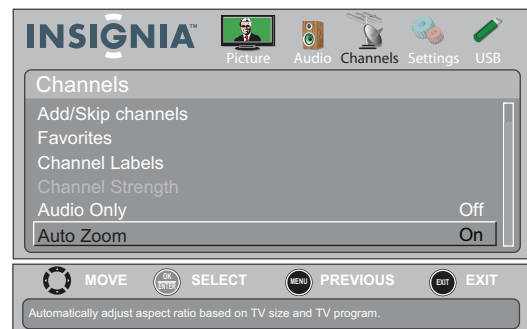 INSIGNIA™
Picture Audio Channels Settings USB
Channels
Add/Skip channels
Favorites
Channel Labels
Channel Strength
Audio Only Off
Auto Zoom On
MOVE OK ENTER SELECT MENU PREVIOUS EXIT EXIT
Automatically adjust aspect ratio based on TV size and TV program.